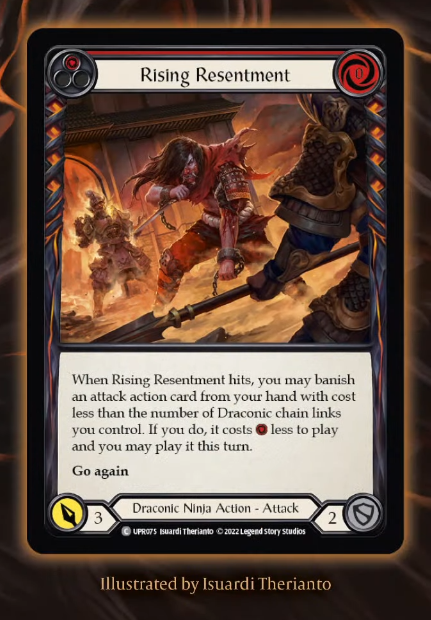 Rising Resentment
When Rising Resentment hits, you may banish
an attack action card from your hand with cost
less than the number of Draconic chain links
you control. If you do, it costs less to play
and you may play it this turn.
Go again
3
Draconic Ninja Action - Attack
2
C UPR075 Isuardi Therianto © 2022 Legend Story Studios
Illustrated by Isuardi Therianto